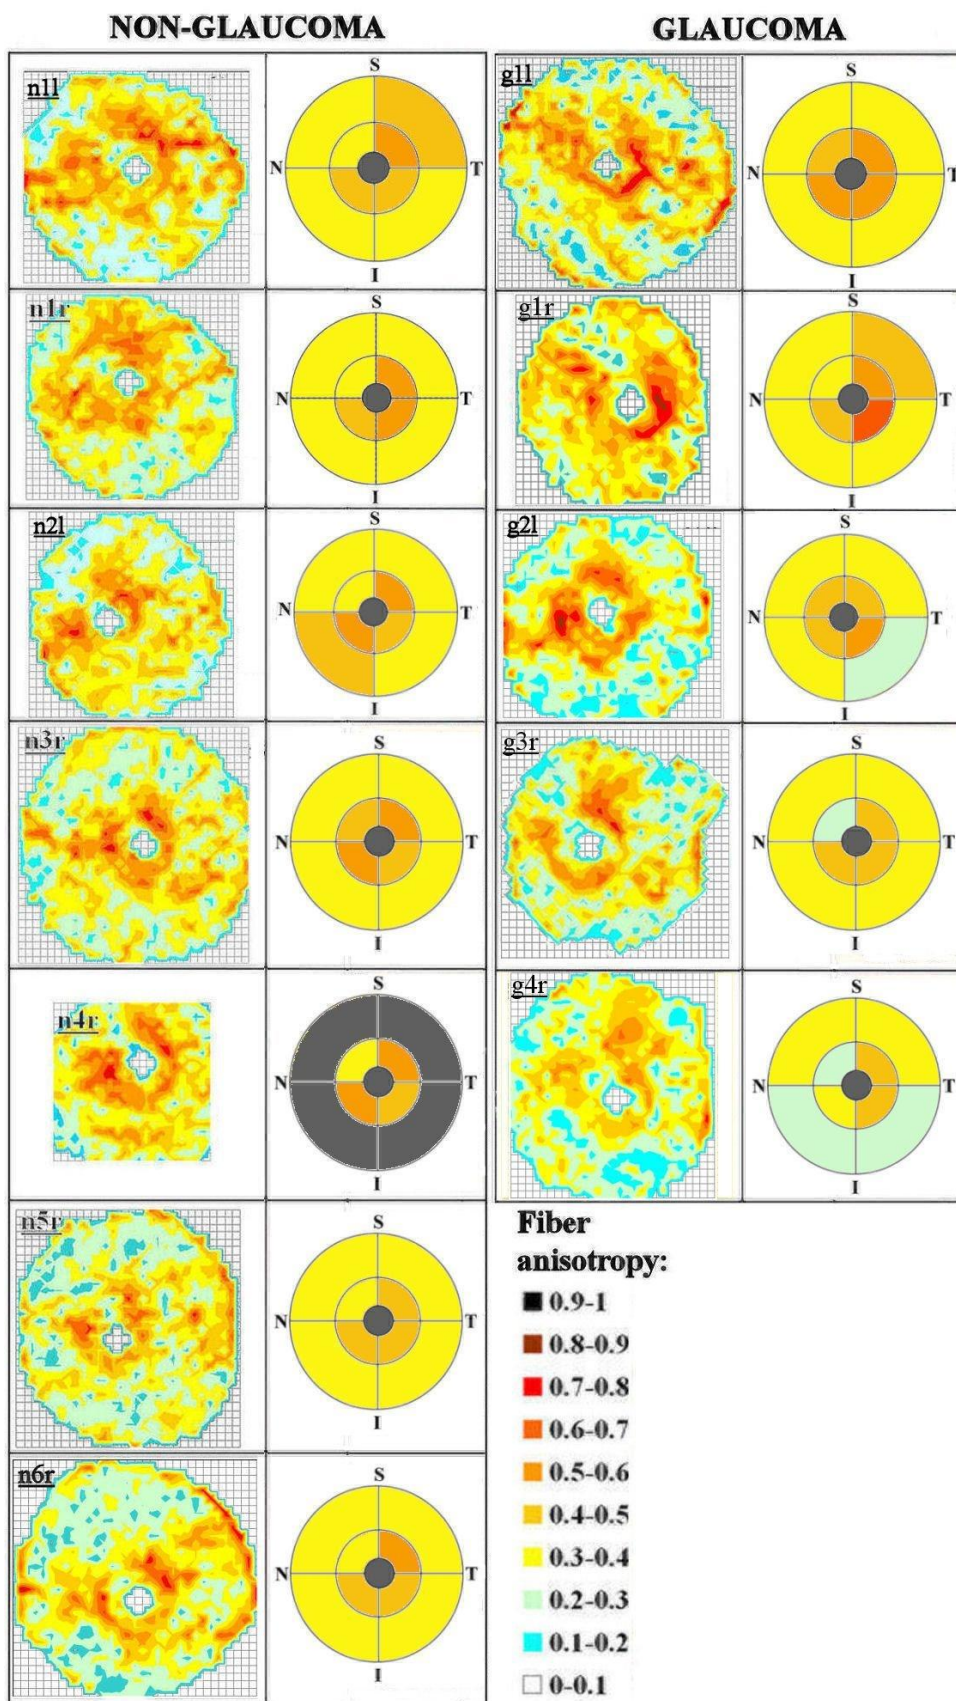 NON-GLAUCOMA GLAUCOMA
n1l S N T I
g1l S T I
n1r S N T I
g1r S N T I
n2l S N T I
g2l S N T I
n3r S N T I
g3r S N T I
n4r S N T I
g4r S N T I
n5r S N T I
n6r S N T I
Fiber
anisotropy:
0.9-1
0.8-0.9
0.7-0.8
0.6-0.7
0.5-0.6
0.4-0.5
0.3-0.4
0.2-0.3
0.1-0.2
0-0.1